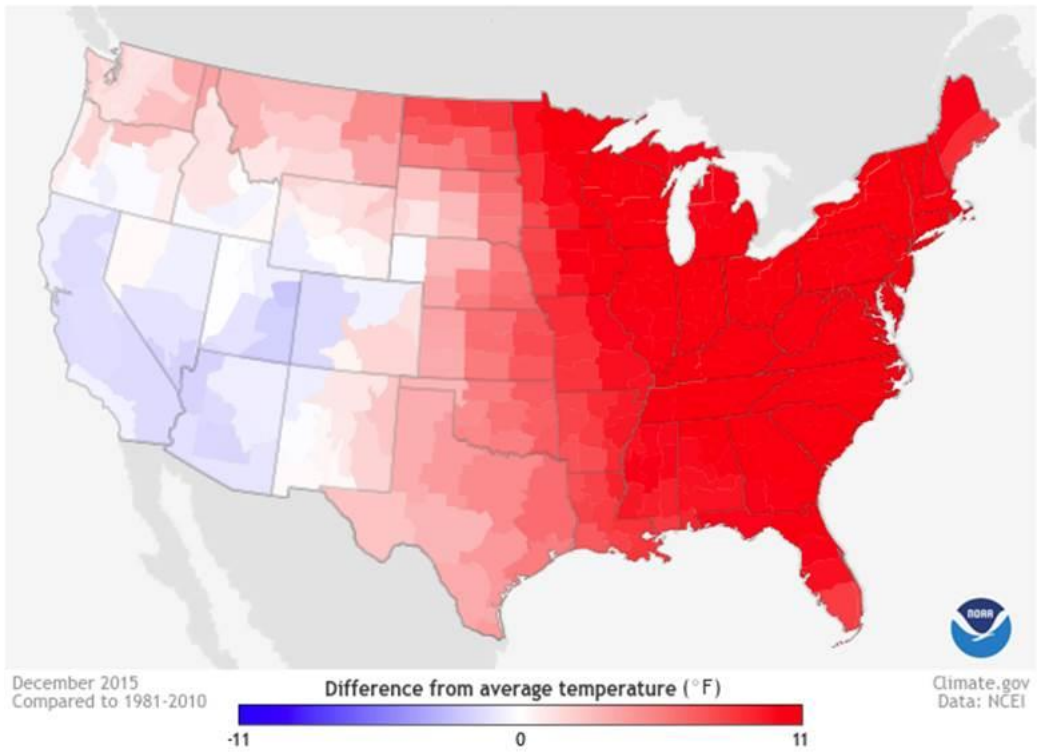 NOAA
December 2015
Compared to 1981-2010
Difference from average temperature (°F)
-11
0
11
Climate.gov
Data: NCEI